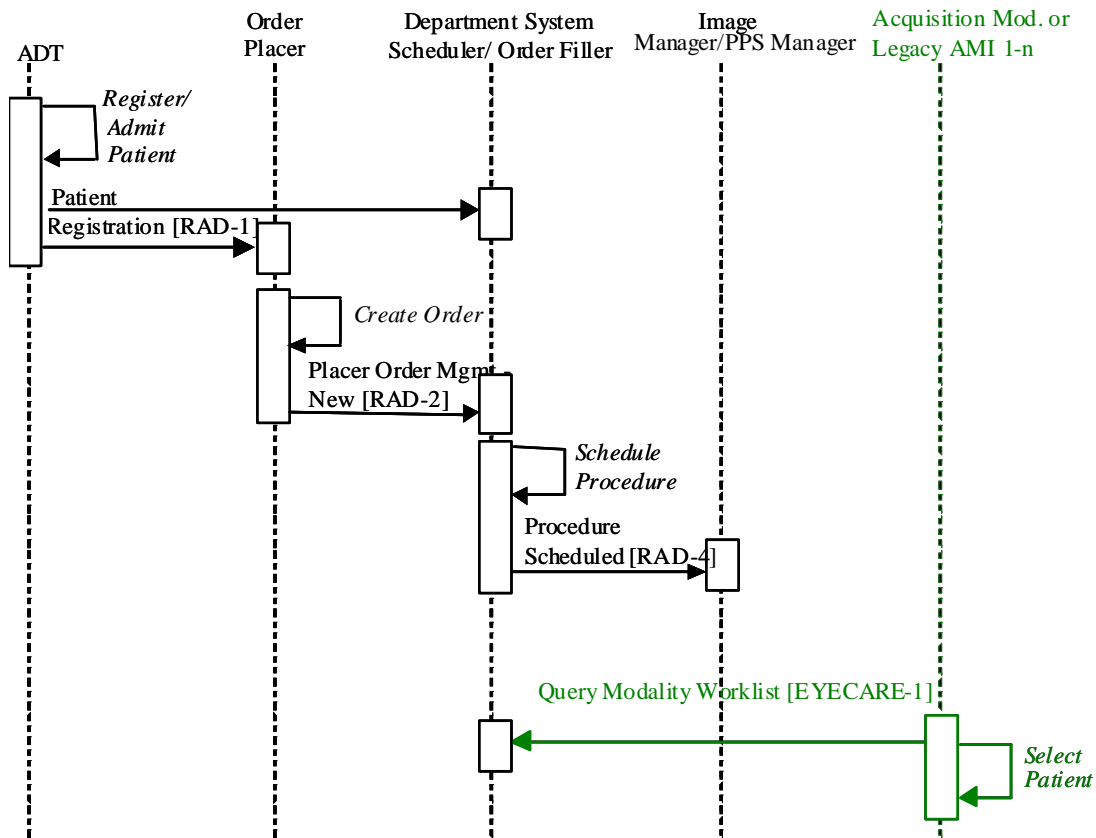 ADT
Order
Placer
Department System
Scheduler/ Order Filler
Image
Manager/PPS Manager
Acquisition Mod. or
Legacy AMI 1-n
Register/
Admit
Patient
Patient
Registration [RAD-1]
Create Order
Placer Order Mgmt -
New [RAD-2]
Schedule
Procedure
Procedure
Scheduled [RAD-4]
Query Modality Worklist [EYECARE-1]
Select
Patient